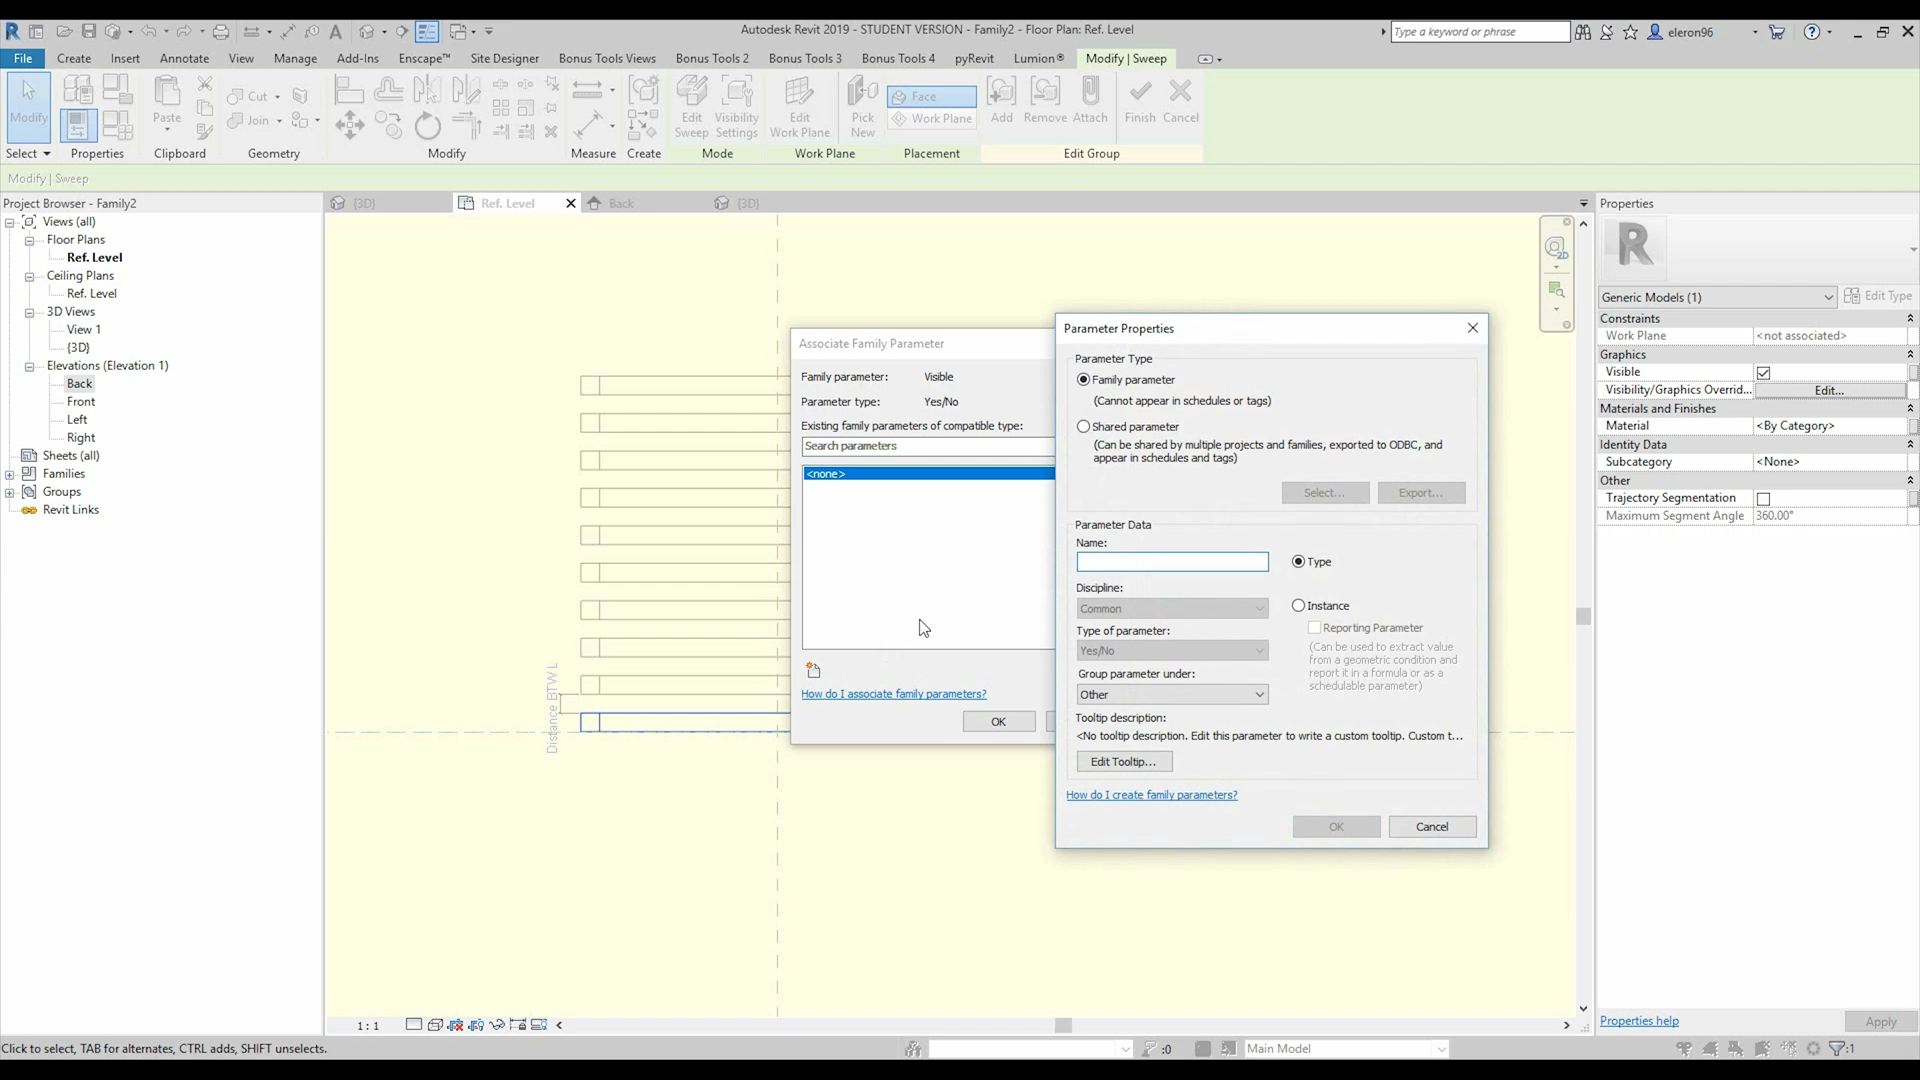 Autodesk Revit 2019 - STUDENT VERSION - Family2 - Floor Plan: Ref. Level
Type a keyword or phrase
eleron96
File Create Insert Annotate View Manage Add-Ins Enscape™ Site Designer Bonus Tools Views Bonus Tools 2 Bonus Tools 3 Bonus Tools 4 pyRevit Lumion® Modify | Sweep
Modify
Paste
Cut
Join
Edit Sweep
Visibility Settings
Edit Work Plane
Pick New
Face
Work Plane
Add
Remove
Attach
Finish
Cancel
Select Properties Clipboard Geometry Modify Measure Create Mode Work Plane Placement Edit Group
Modify | Sweep
Project Browser - Family2
{3D}
Ref. Level
Back
{3D}
Properties
Views (all)
Floor Plans
Ref. Level
Ceiling Plans
Ref. Level
3D Views
View 1
{3D}
Elevations (Elevation 1)
Back
Front
Left
Right
Sheets (all)
Families
Groups
Revit Links
Distance BTW L
Associate Family Parameter
Family parameter: Visible
Parameter type: Yes/No
Existing family parameters of compatible type:
Search parameters
<none>
How do I associate family parameters?
OK
Parameter Properties
Parameter Type
Family parameter
(Cannot appear in schedules or tags)
Shared parameter
(Can be shared by multiple projects and families, exported to ODBC, and
appear in schedules and tags)
Select...
Export...
Parameter Data
Name:
Type
Discipline:
Common
Instance
Reporting Parameter
Type of parameter:
Yes/No
(Can be used to extract value
from a geometric condition and
report it in a formula or as a
schedulable parameter)
Group parameter under:
Other
Tooltip description:
<No tooltip description. Edit this parameter to write a custom tooltip. Custom t...
Edit Tooltip...
How do I create family parameters?
OK
Cancel
2D
R
Generic Models (1)
Edit Type
Constraints
Work Plane <not associated>
Graphics
Visible
Visibility/Graphics Overrid... Edit...
Materials and Finishes
Material <By Category>
Identity Data
Subcategory <None>
Other
Trajectory Segmentation
Maximum Segment Angle 360.00°
Properties help
Apply
1 : 1
Click to select, TAB for alternates, CTRL adds, SHIFT unselects.
:0
Main Model
:1